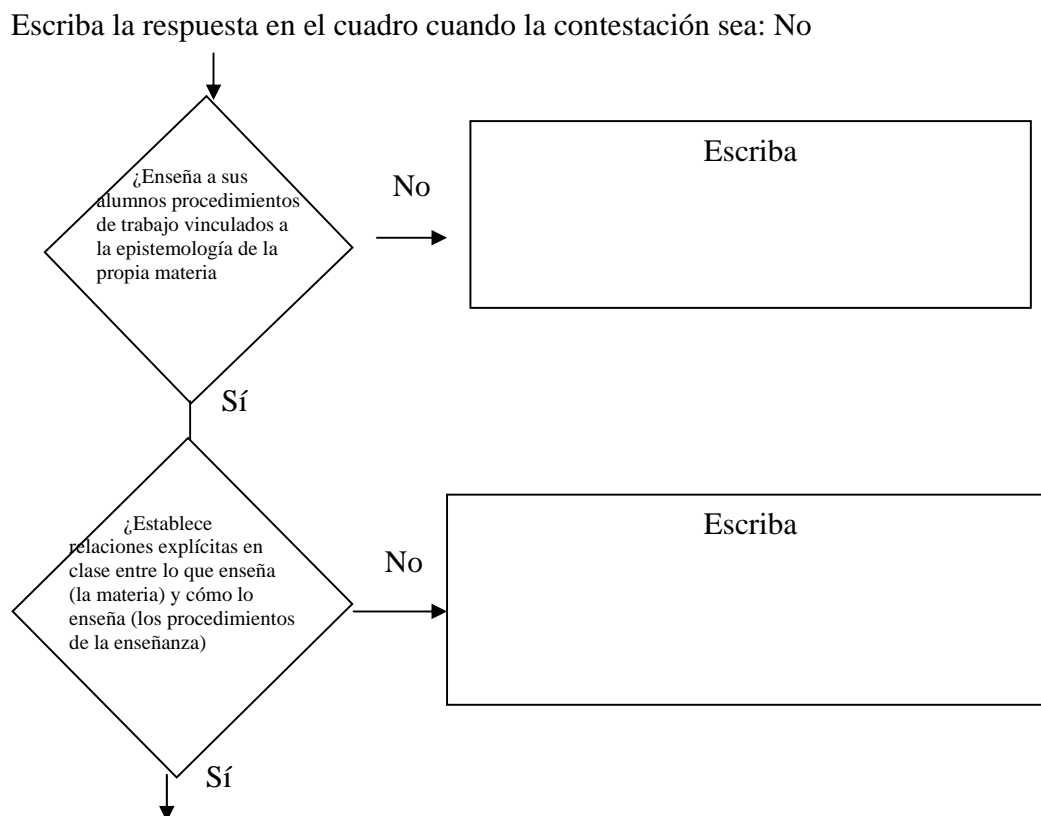 Escriba la respuesta en el cuadro cuando la contestación sea: No
¿Enseña a sus
alumnos procedimientos
de trabajo vinculados a
la epistemología de la
propia materia
No
Escriba
Sí
¿Establece
relaciones explícitas en
clase entre lo que enseña
(la materia) y cómo lo
enseña (los procedimientos
de la enseñanza)
No
Escriba
Sí